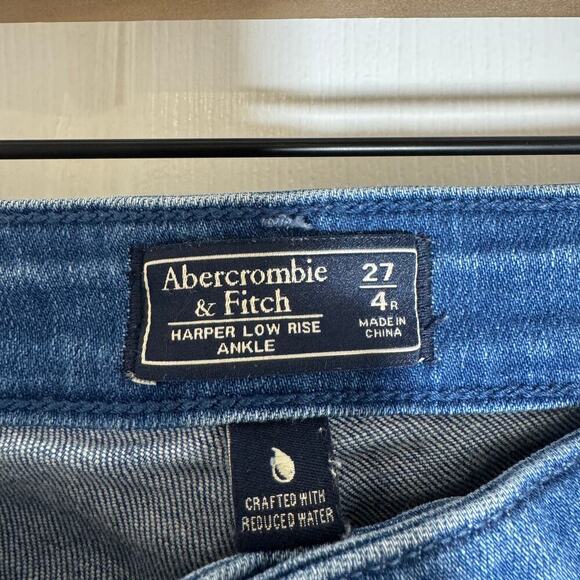 Abercrombie
& Fitch
HARPER LOW RISE
ANKLE
27
4R
MADE IN
CHINA
CRAFTED WITH
REDUCED WATER